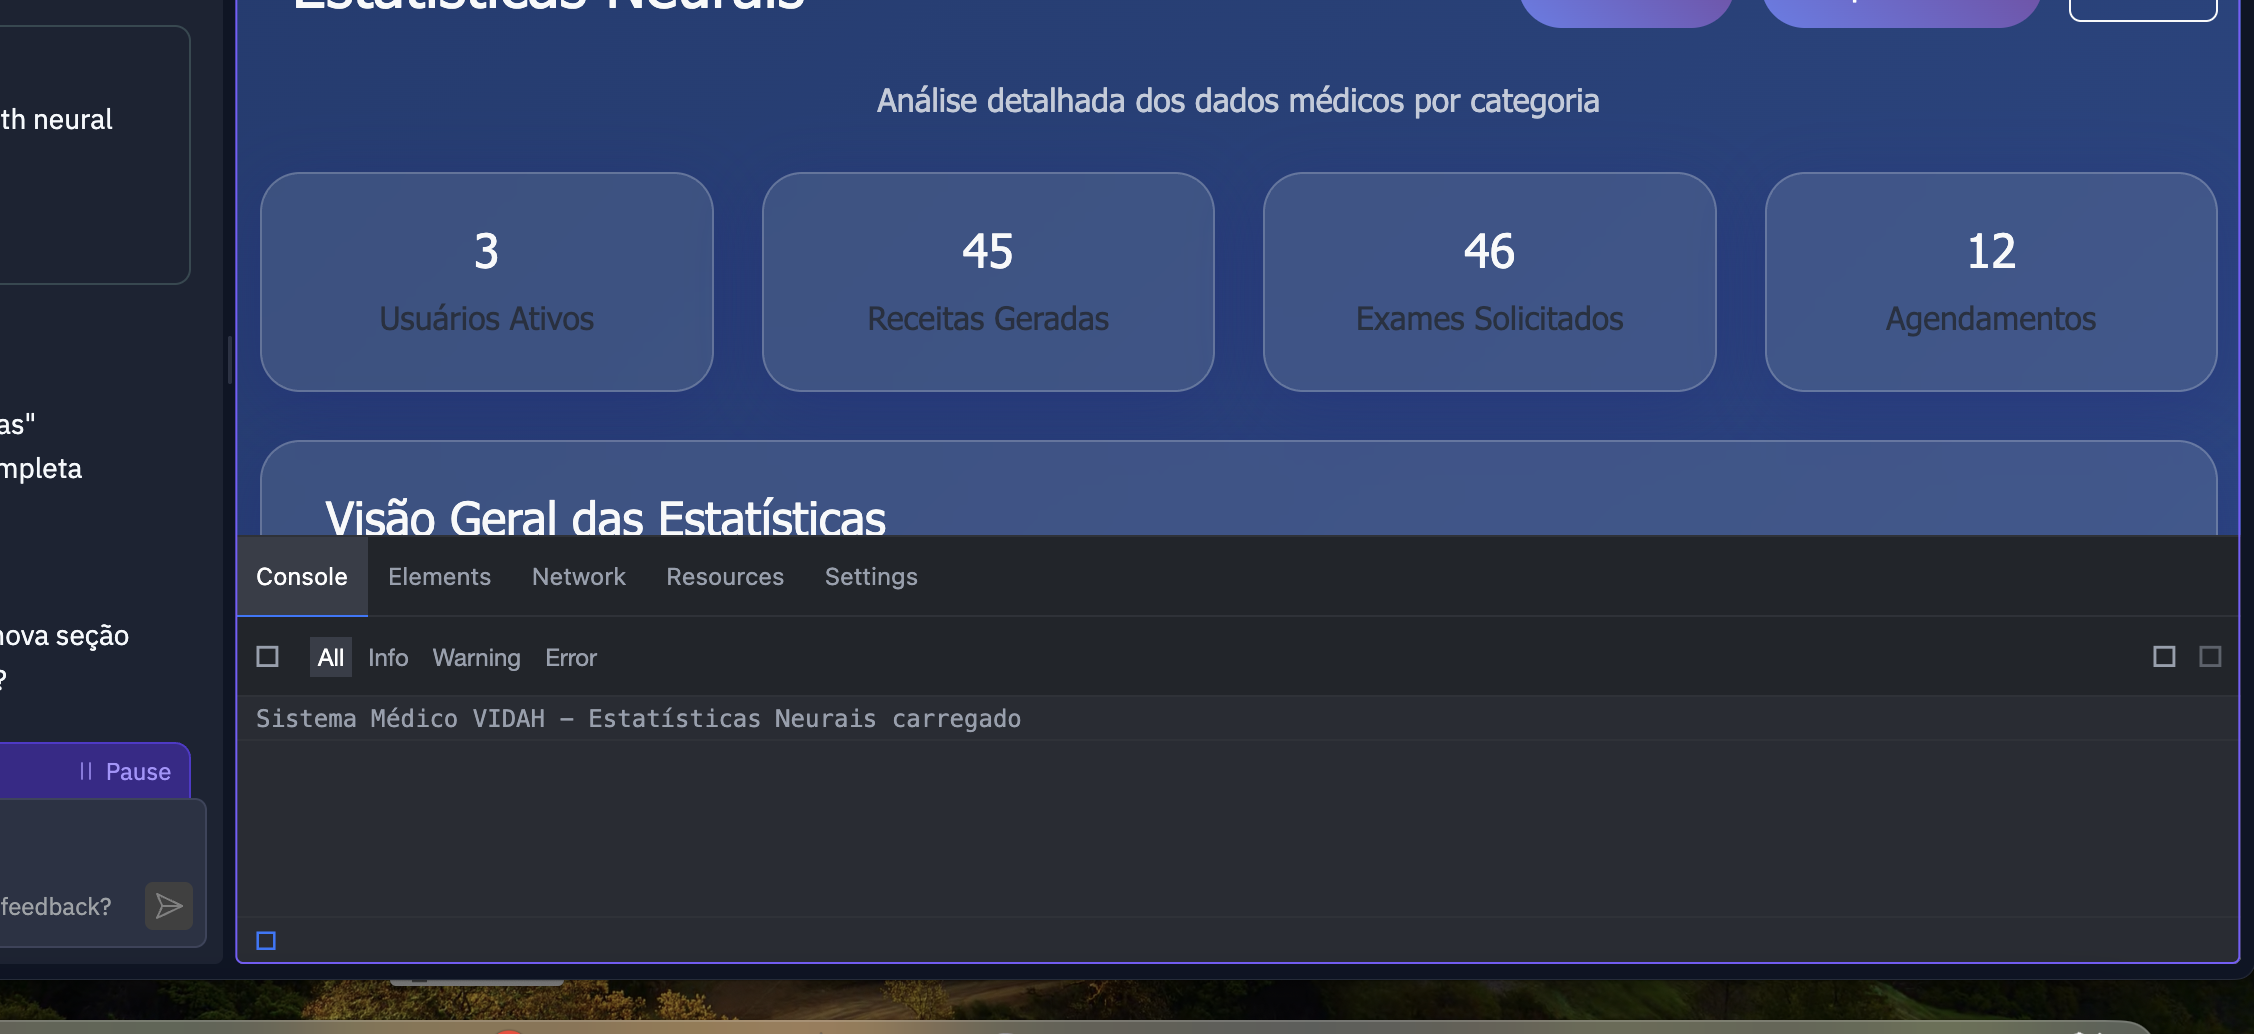 th neural
as"
mpleta
nova seção
?
Pause
feedback?
Estatísticas Neurais
Análise detalhada dos dados médicos por categoria
3
Usuários Ativos
45
Receitas Geradas
46
Exames Solicitados
12
Agendamentos
Visão Geral das Estatísticas
Console Elements Network Resources Settings
All Info Warning Error
Sistema Médico VIDAH – Estatísticas Neurais carregado